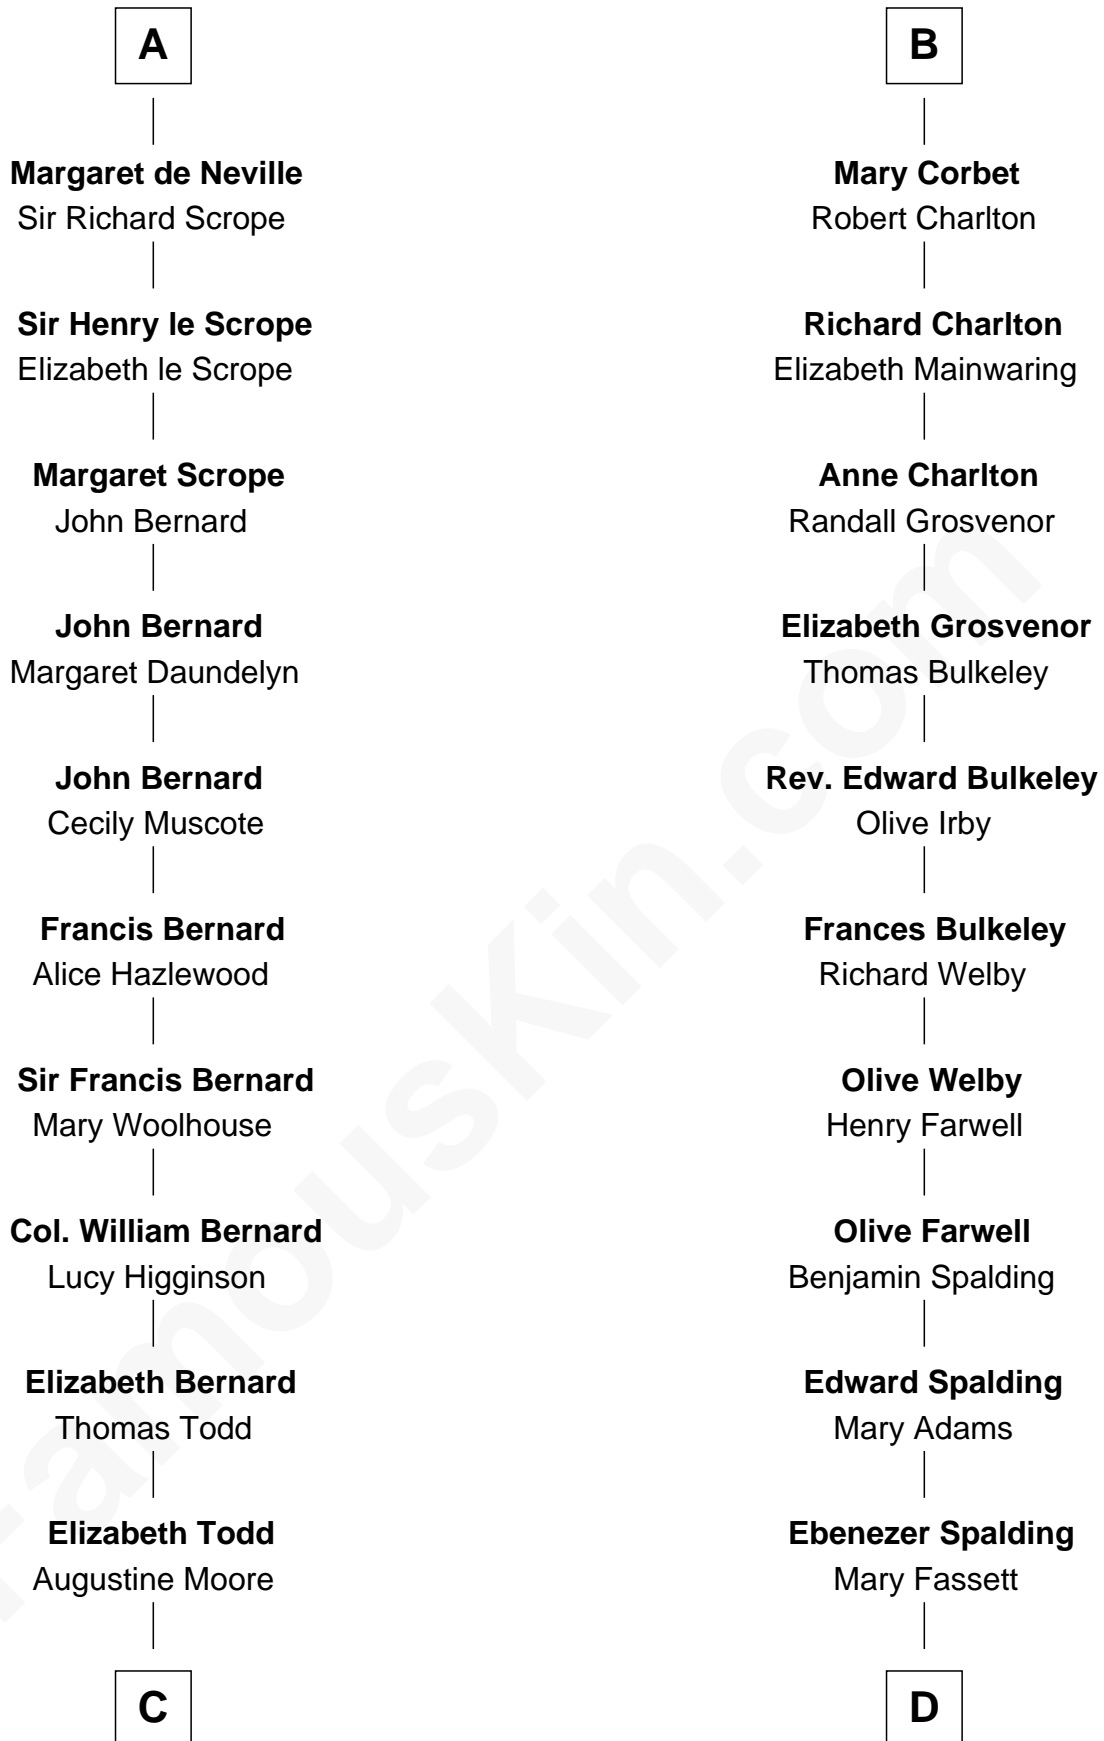 A
Margaret de Neville
Sir Richard Scrope
Sir Henry le Scrope
Elizabeth le Scrope
Margaret Scrope
John Bernard
John Bernard
Margaret Daundelyn
John Bernard
Cecily Muscote
Francis Bernard
Alice Hazlewood
Sir Francis Bernard
Mary Woolhouse
Col. William Bernard
Lucy Higginson
Elizabeth Bernard
Thomas Todd
Elizabeth Todd
Augustine Moore
C
B
Mary Corbet
Robert Charlton
Richard Charlton
Elizabeth Mainwaring
Anne Charlton
Randall Grosvenor
Elizabeth Grosvenor
Thomas Bulkeley
Rev. Edward Bulkeley
Olive Irby
Frances Bulkeley
Richard Welby
Olive Welby
Henry Farwell
Olive Farwell
Benjamin Spalding
Edward Spalding
Mary Adams
Ebenezer Spalding
Mary Fassett
D
FamousKin.com